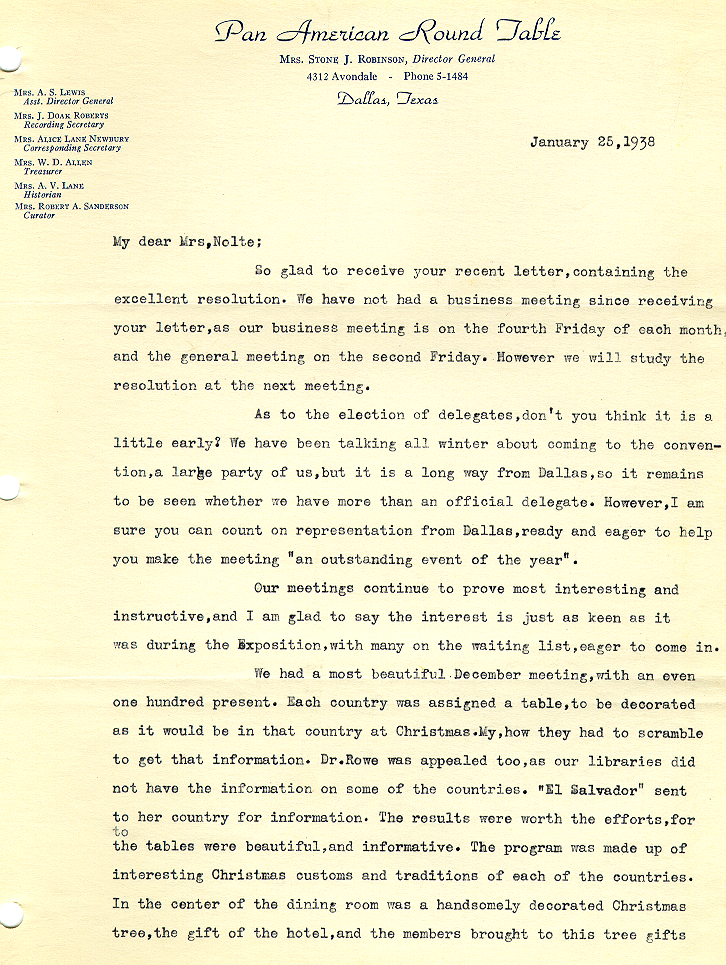 Pan American Round Table
Mrs. Stone J. Robinson, Director General
4312 Avondale - Phone 5-1484
Dallas, Texas
Mrs. A. S. Lewis
Asst. Director General
Mrs. J. Doak Roberts
Recording Secretary
Mrs. Alice Lane Newbury
Corresponding Secretary
Mrs. W. D. Allen
Treasurer
Mrs. A. V. Lane
Historian
Mrs. Robert A. Sanderson
Curator
January 25,1938
My dear Mrs,Nolte;
So glad to receive your recent letter,containing the
excellent resolution. We have not had a business meeting since receiving
your letter,as our business meeting is on the fourth Friday of each month,
and the general meeting on the second Friday. However we will study the
resolution at the next meeting.
As to the election of delegates,don't you think it is a
little early? We have been talking all winter about coming to the conven-
tion,a large party of us,but it is a long way from Dallas,so it remains
to be seen whether we have more than an official delegate. However,I am
sure you can count on representation from Dallas,ready and eager to help
you make the meeting "an outstanding event of the year".
Our meetings continue to prove most interesting and
instructive,and I am glad to say the interest is just as keen as it
was during the Exposition,with many on the waiting list,eager to come in.
We had a most beautiful December meeting,with an even
one hundred present. Each country was assigned a table,to be decorated
as it would be in that country at Christmas.My,how they had to scramble
to get that information. Dr.Rowe was appealed too,as our libraries did
not have the information on some of the countries. "El Salvador" sent
to her country for information. The results were worth the efforts,for
to
the tables were beautiful,and informative. The program was made up of
interesting Christmas customs and traditions of each of the countries.
In the center of the dining room was a handsomely decorated Christmas
tree,the gift of the hotel,and the members brought to this tree gifts